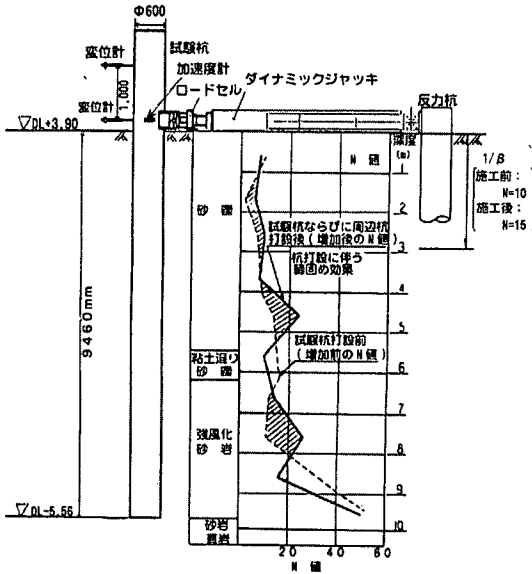 Φ600
変位計
試験杭
加速度計
ロードセル
ダイナミックジャッキ
1,000
変位計
反力杭
▽DL+3.90
深度
(m)
N 値
1/β
施工前：
N=10
施工後：
N=15
砂 礫
2
試験杭ならびに周辺杭
打設後(増加後のN値)
3
杭打設に伴う
締固め効果
4
5
試験杭打設前
(増加前のN値)
粘土混り
砂 礫
6
9460mm
7
強風化
砂 岩
8
9
▽DL-5.56
砂岩
頁岩
10
20
40
60
N 値